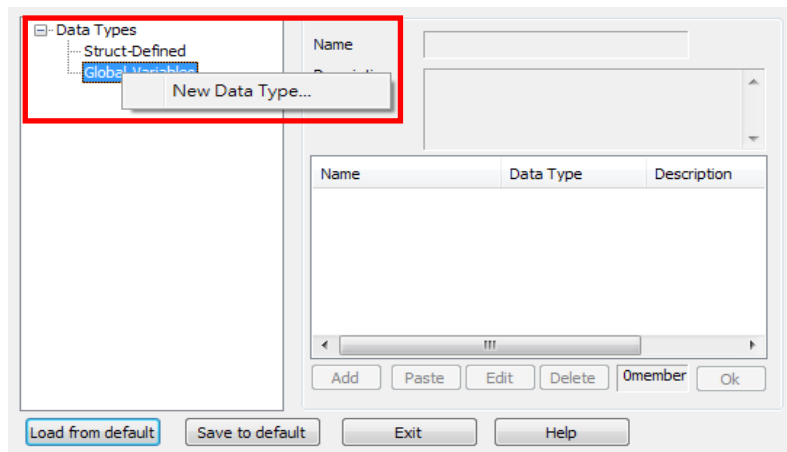 Data Types
Struct-Defined
Global Variables
New Data Type...
Name
Name Data Type Description
Add Paste Edit Delete 0member Ok
Load from default Save to default Exit Help